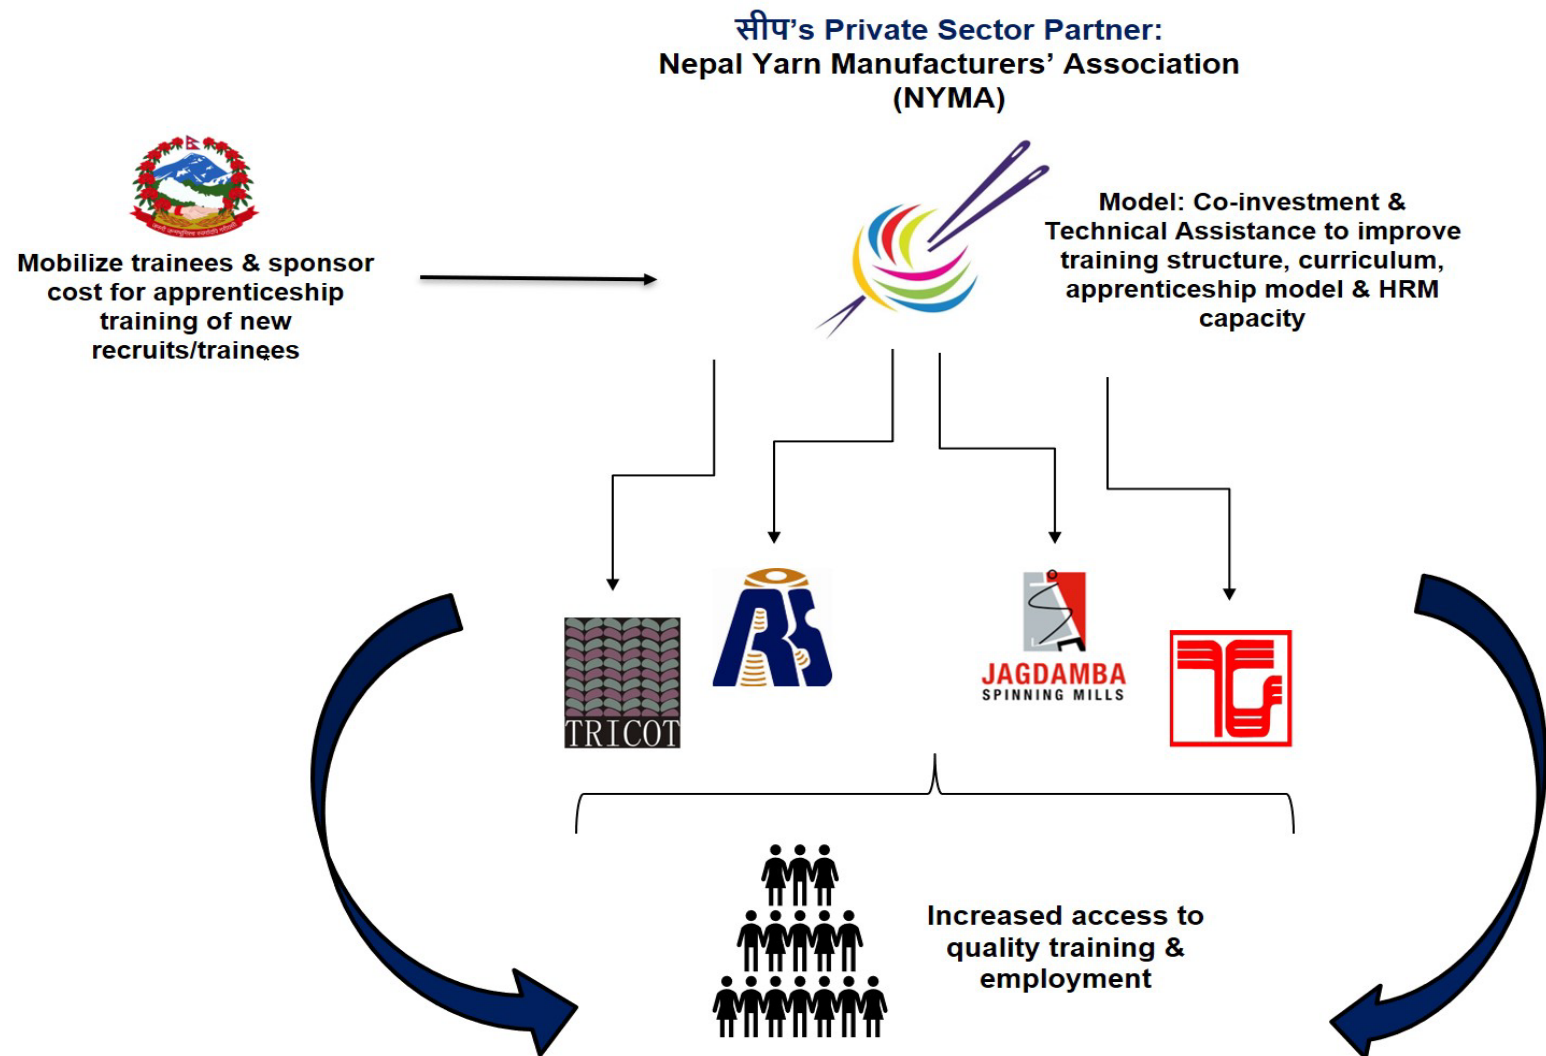 सीप’s Private Sector Partner:
Nepal Yarn Manufacturers’ Association
(NYMA)
Mobilize trainees & sponsor
cost for apprenticeship
training of new
recruits/trainees
*
Model: Co-investment &
Technical Assistance to improve
training structure, curriculum,
apprenticeship model & HRM
capacity
TRICOT
RS
JAGDAMBA
SPINNING MILLS
Increased access to
quality training &
employment